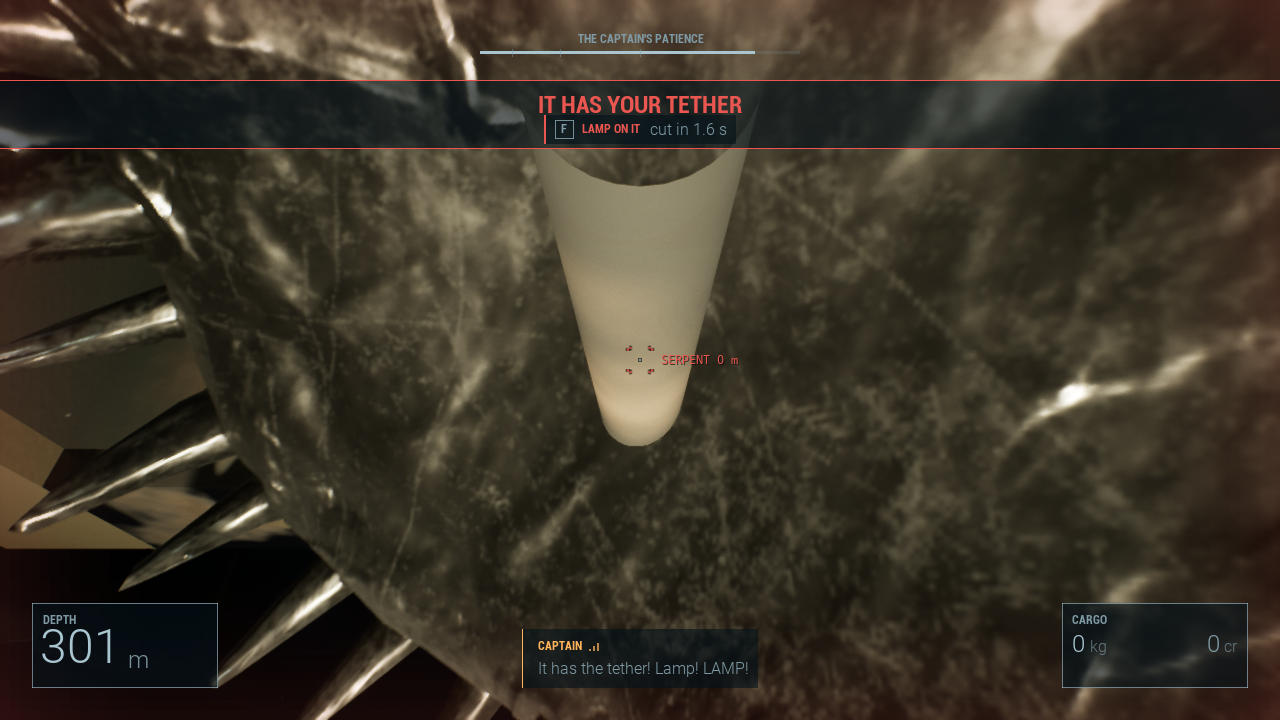 THE CAPTAIN'S PATIENCE
IT HAS YOUR TETHER
F LAMP ON IT cut in 1.6 s
SERPENT 0 m
DEPTH
301 m
CAPTAIN
It has the tether! Lamp! LAMP!
CARGO
0 kg 0 cr